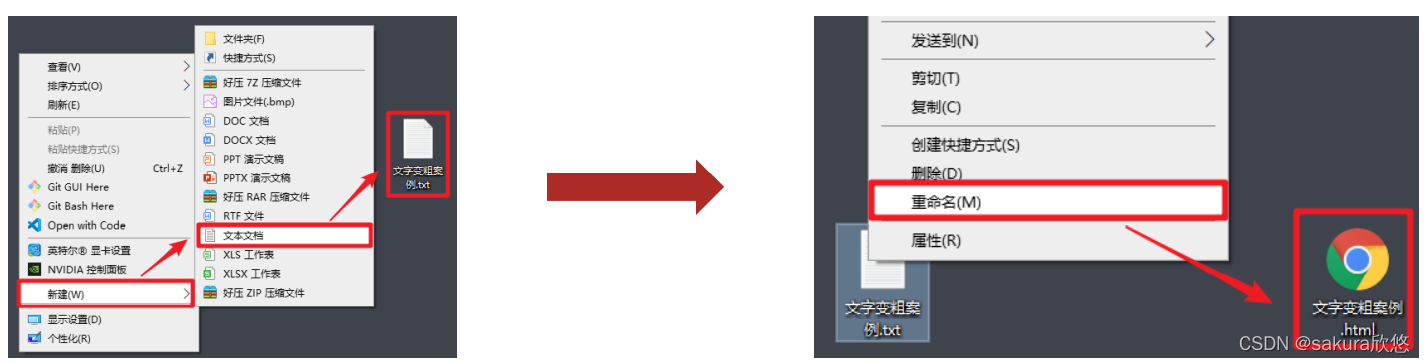 查看(V)
排序方式(O)
刷新(E)
粘贴(P)
粘贴快捷方式(S)
撤消 删除(U) Ctrl+Z
Git GUI Here
Git Bash Here
Open with Code
英特尔® 显卡设置
NVIDIA 控制面板
新建(W)
显示设置(D)
个性化(R)
文件夹(F)
快捷方式(S)
好压 7Z 压缩文件
图片文件(.bmp)
DOC 文档
DOCX 文档
PPT 演示文稿
PPTX 演示文稿
好压 RAR 压缩文件
RTF 文件
文本文档
XLS 工作表
XLSX 工作表
好压 ZIP 压缩文件
文字变粗案
例.txt
发送到(N)
剪切(T)
复制(C)
创建快捷方式(S)
删除(D)
重命名(M)
属性(R)
文字变粗案
例.txt
文字变粗案例
.html
CSDN @sakura欣悠